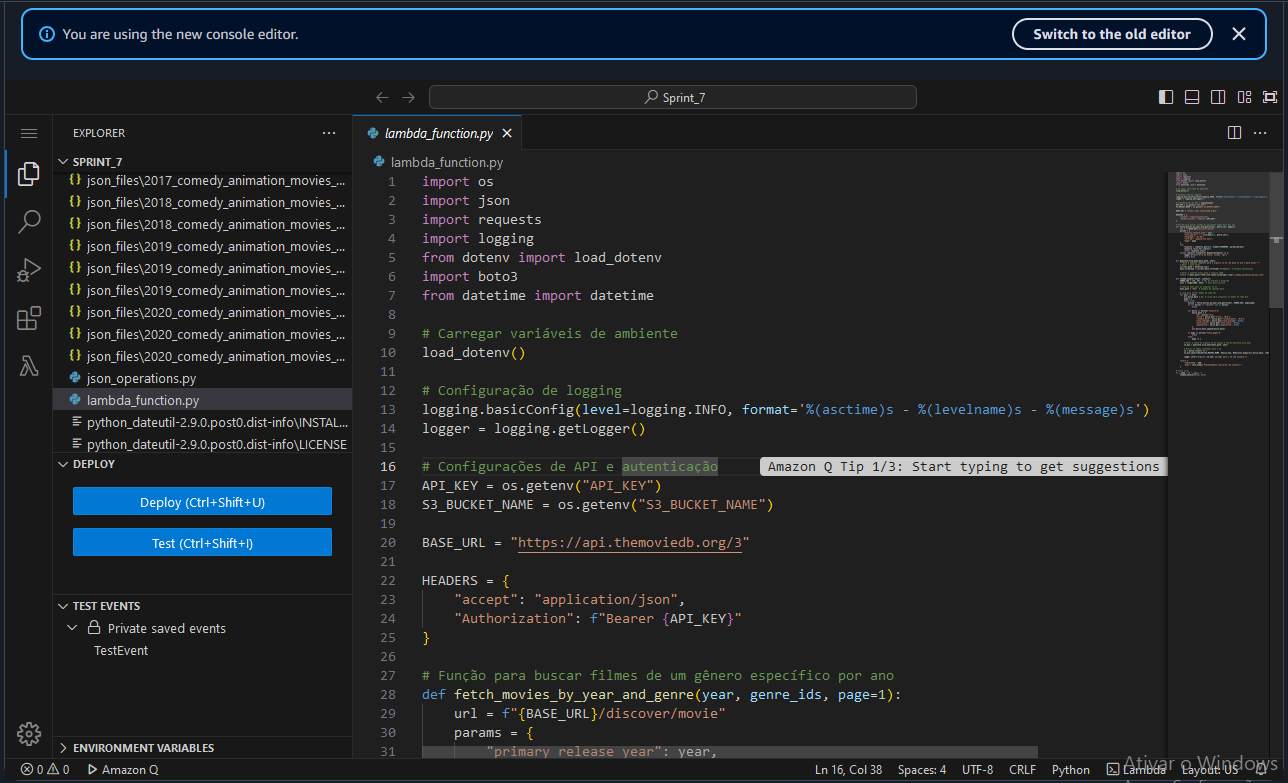 You are using the new console editor.
Switch to the old editor
Sprint_7
EXPLORER
SPRINT_7
json_files\2017_comedy_animation_movies_...
json_files\2018_comedy_animation_movies_...
json_files\2018_comedy_animation_movies_...
json_files\2019_comedy_animation_movies_...
json_files\2019_comedy_animation_movies_...
json_files\2019_comedy_animation_movies_...
json_files\2020_comedy_animation_movies_...
json_files\2020_comedy_animation_movies_...
json_files\2020_comedy_animation_movies_...
json_operations.py
lambda_function.py
python_dateutil-2.9.0.post0.dist-info\INSTAL...
python_dateutil-2.9.0.post0.dist-info\LICENSE
DEPLOY
Deploy (Ctrl+Shift+U)
Test (Ctrl+Shift+I)
TEST EVENTS
Private saved events
TestEvent
ENVIRONMENT VARIABLES
lambda_function.py
lambda_function.py
1 import os
2 import json
3 import requests
4 import logging
5 from dotenv import load_dotenv
6 import boto3
7 from datetime import datetime
8
9 # Carregar variáveis de ambiente
10 load_dotenv()
11
12 # Configuração de logging
13 logging.basicConfig(level=logging.INFO, format='%(asctime)s - %(levelname)s - %(message)s')
14 logger = logging.getLogger()
15
16 # Configurações de API e autenticação Amazon Q Tip 1/3: Start typing to get suggestions
17 API_KEY = os.getenv("API_KEY")
18 S3_BUCKET_NAME = os.getenv("S3_BUCKET_NAME")
19
20 BASE_URL = "https://api.themoviedb.org/3"
21
22 HEADERS = {
23 "accept": "application/json",
24 "Authorization": f"Bearer {API_KEY}"
25 }
26
27 # Função para buscar filmes de um gênero específico por ano
28 def fetch_movies_by_year_and_genre(year, genre_ids, page=1):
29 url = f"{BASE_URL}/discover/movie"
30 params = {
31 "primary_release_year": year,
0 0
Amazon Q
Ln 16, Col 38
Spaces: 4
UTF-8
CRLF
Python
Lambda
Layout: US
Ativar o Windows